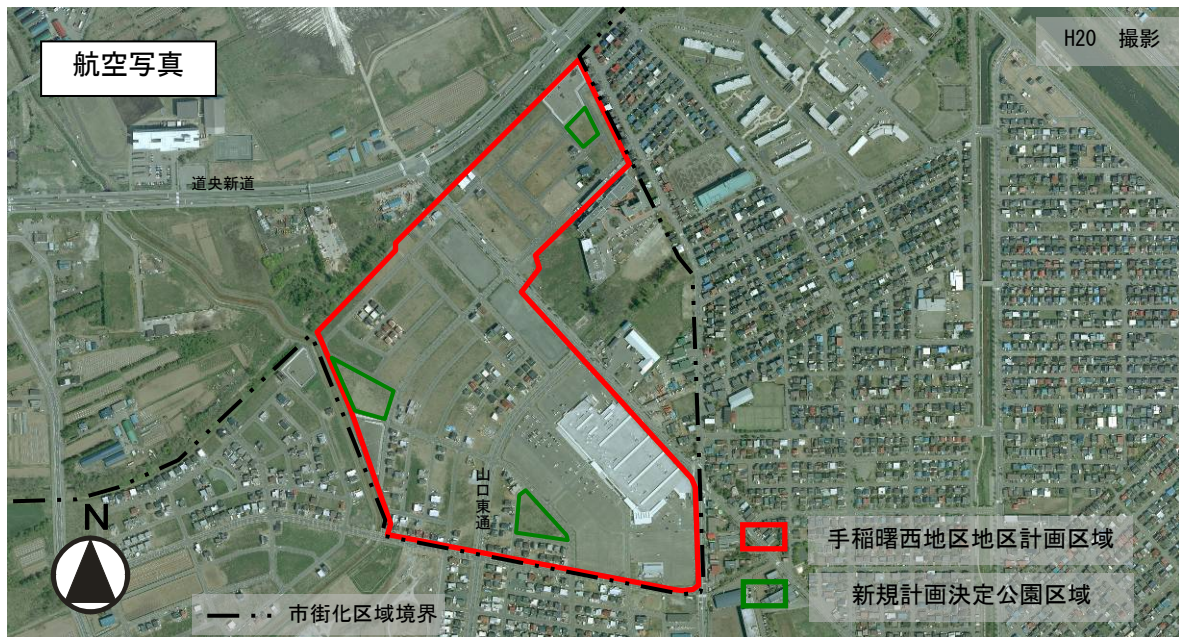 航空写真
H20 撮影
道央新道
山口東通
手稲曙西地区地区計画区域
新規計画決定公園区域
N
市街化区域境界